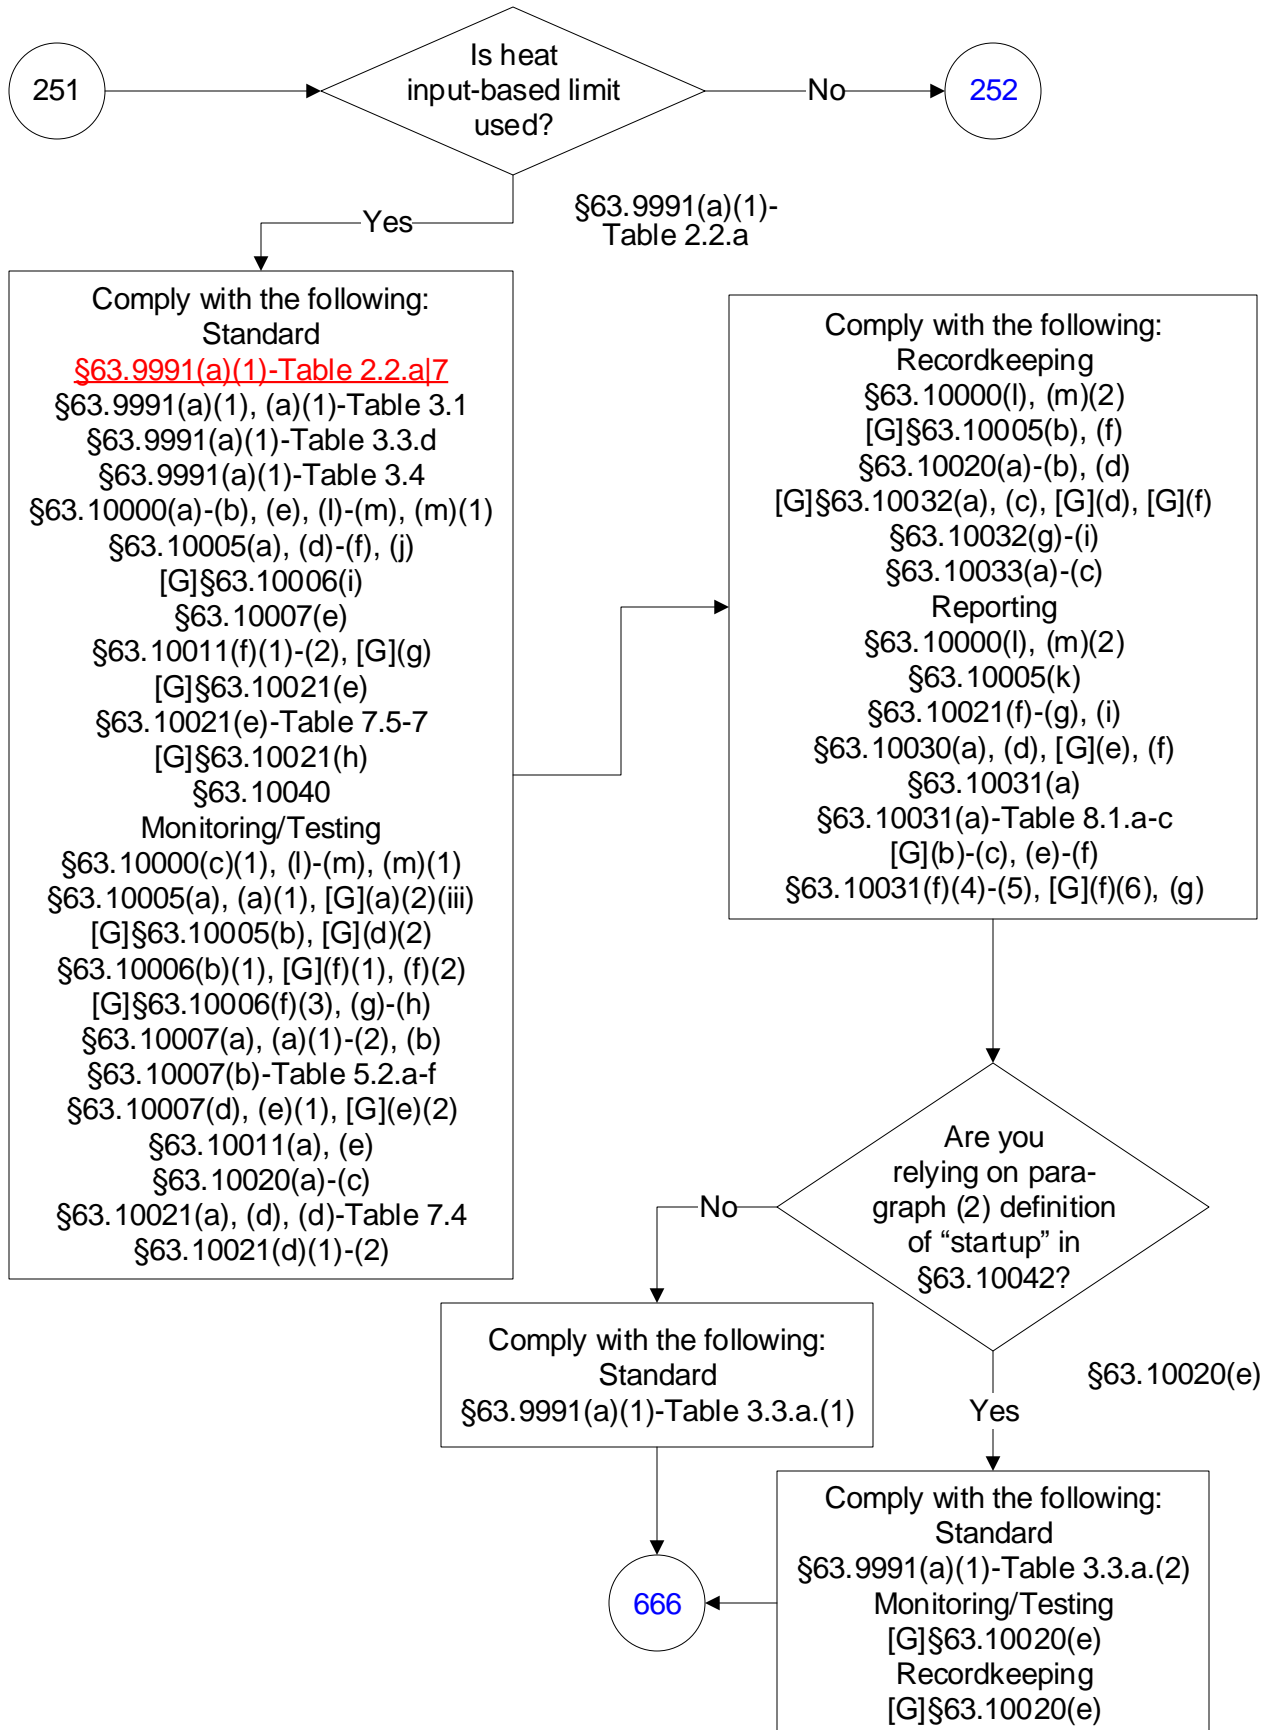 251
Is heat
input-based limit
used?
No
252
Yes
§63.9991(a)(1)-
Table 2.2.a
Comply with the following:
Standard
§63.9991(a)(1)-Table 2.2.a|7
§63.9991(a)(1), (a)(1)-Table 3.1
§63.9991(a)(1)-Table 3.3.d
§63.9991(a)(1)-Table 3.4
§63.10000(a)-(b), (e), (l)-(m), (m)(1)
§63.10005(a), (d)-(f), (j)
[G]§63.10006(i)
§63.10007(e)
§63.10011(f)(1)-(2), [G](g)
[G]§63.10021(e)
§63.10021(e)-Table 7.5-7
[G]§63.10021(h)
§63.10040
Monitoring/Testing
§63.10000(c)(1), (l)-(m), (m)(1)
§63.10005(a), (a)(1), [G](a)(2)(iii)
[G]§63.10005(b), [G](d)(2)
§63.10006(b)(1), [G](f)(1), (f)(2)
[G]§63.10006(f)(3), (g)-(h)
§63.10007(a), (a)(1)-(2), (b)
§63.10007(b)-Table 5.2.a-f
§63.10007(d), (e)(1), [G](e)(2)
§63.10011(a), (e)
§63.10020(a)-(c)
§63.10021(a), (d), (d)-Table 7.4
§63.10021(d)(1)-(2)
Comply with the following:
Recordkeeping
§63.10000(l), (m)(2)
[G]§63.10005(b), (f)
§63.10020(a)-(b), (d)
[G]§63.10032(a), (c), [G](d), [G](f)
§63.10032(g)-(i)
§63.10033(a)-(c)
Reporting
§63.10000(l), (m)(2)
§63.10005(k)
§63.10021(f)-(g), (i)
§63.10030(a), (d), [G](e), (f)
§63.10031(a)
§63.10031(a)-Table 8.1.a-c
[G](b)-(c), (e)-(f)
§63.10031(f)(4)-(5), [G](f)(6), (g)
Are you
relying on para-
graph (2) definition
of “startup” in
§63.10042?
No
Comply with the following:
Standard
§63.9991(a)(1)-Table 3.3.a.(1)
§63.10020(e)
Yes
Comply with the following:
Standard
§63.9991(a)(1)-Table 3.3.a.(2)
Monitoring/Testing
[G]§63.10020(e)
Recordkeeping
[G]§63.10020(e)
666